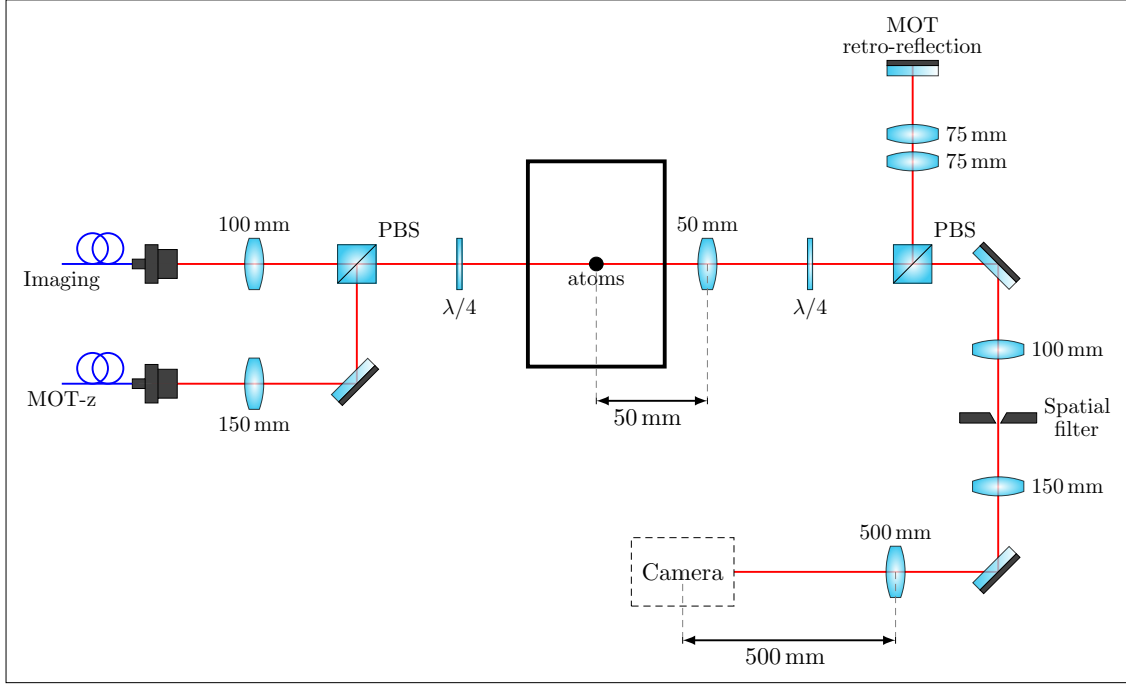 MOT
retro-reflection
75 mm
75 mm
100 mm
PBS
50 mm
PBS
Imaging
atoms
λ/4
λ/4
100 mm
MOT-z
150 mm
50 mm
Spatial
filter
150 mm
500 mm
Camera
500 mm